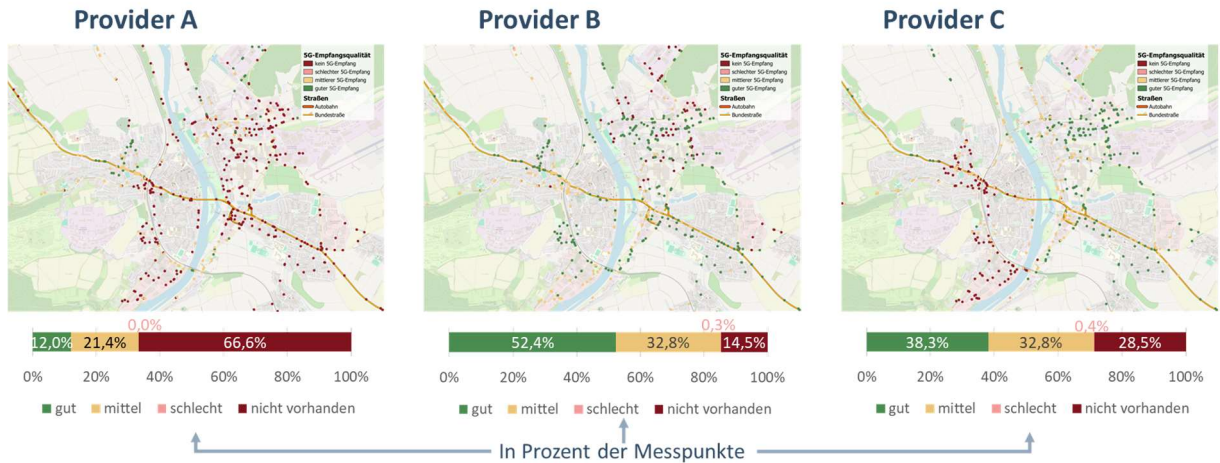 Provider A
5G-Empfangsqualität
kein 5G-Empfang
schlechter 5G-Empfang
mittlerer 5G-Empfang
guter 5G-Empfang
Straßen
Autobahn
Bundestraße
0,0%
12,0% 21,4% 66,6%
0% 20% 40% 60% 80% 100%
gut mittel schlecht nicht vorhanden
Provider B
5G-Empfangsqualität
kein 5G-Empfang
schlechter 5G-Empfang
mittlerer 5G-Empfang
guter 5G-Empfang
Straßen
Autobahn
Bundestraße
0,3%
52,4% 32,8% 14,5%
0% 20% 40% 60% 80% 100%
gut mittel schlecht nicht vorhanden
Provider C
5G-Empfangsqualität
kein 5G-Empfang
schlechter 5G-Empfang
mittlerer 5G-Empfang
guter 5G-Empfang
Straßen
Autobahn
Bundestraße
0,4%
38,3% 32,8% 28,5%
0% 20% 40% 60% 80% 100%
gut mittel schlecht nicht vorhanden
In Prozent der Messpunkte